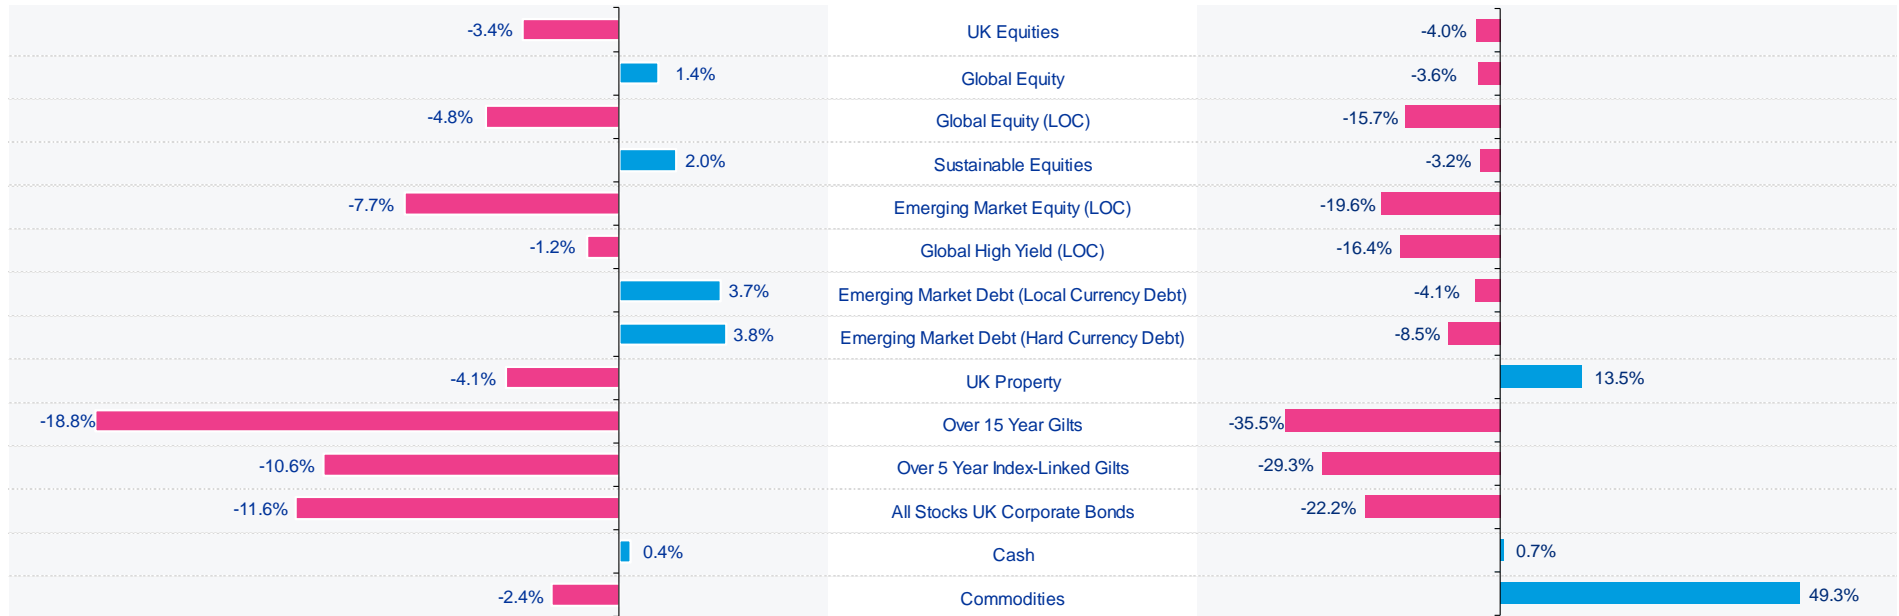 -3.4% UK Equities -4.0%
1.4% Global Equity -3.6%
-4.8% Global Equity (LOC) -15.7%
2.0% Sustainable Equities -3.2%
-7.7% Emerging Market Equity (LOC) -19.6%
-1.2% Global High Yield (LOC) -16.4%
3.7% Emerging Market Debt (Local Currency Debt) -4.1%
3.8% Emerging Market Debt (Hard Currency Debt) -8.5%
-4.1% UK Property 13.5%
-18.8% Over 15 Year Gilts -35.5%
-10.6% Over 5 Year Index-Linked Gilts -29.3%
-11.6% All Stocks UK Corporate Bonds -22.2%
0.4% Cash 0.7%
-2.4% Commodities 49.3%